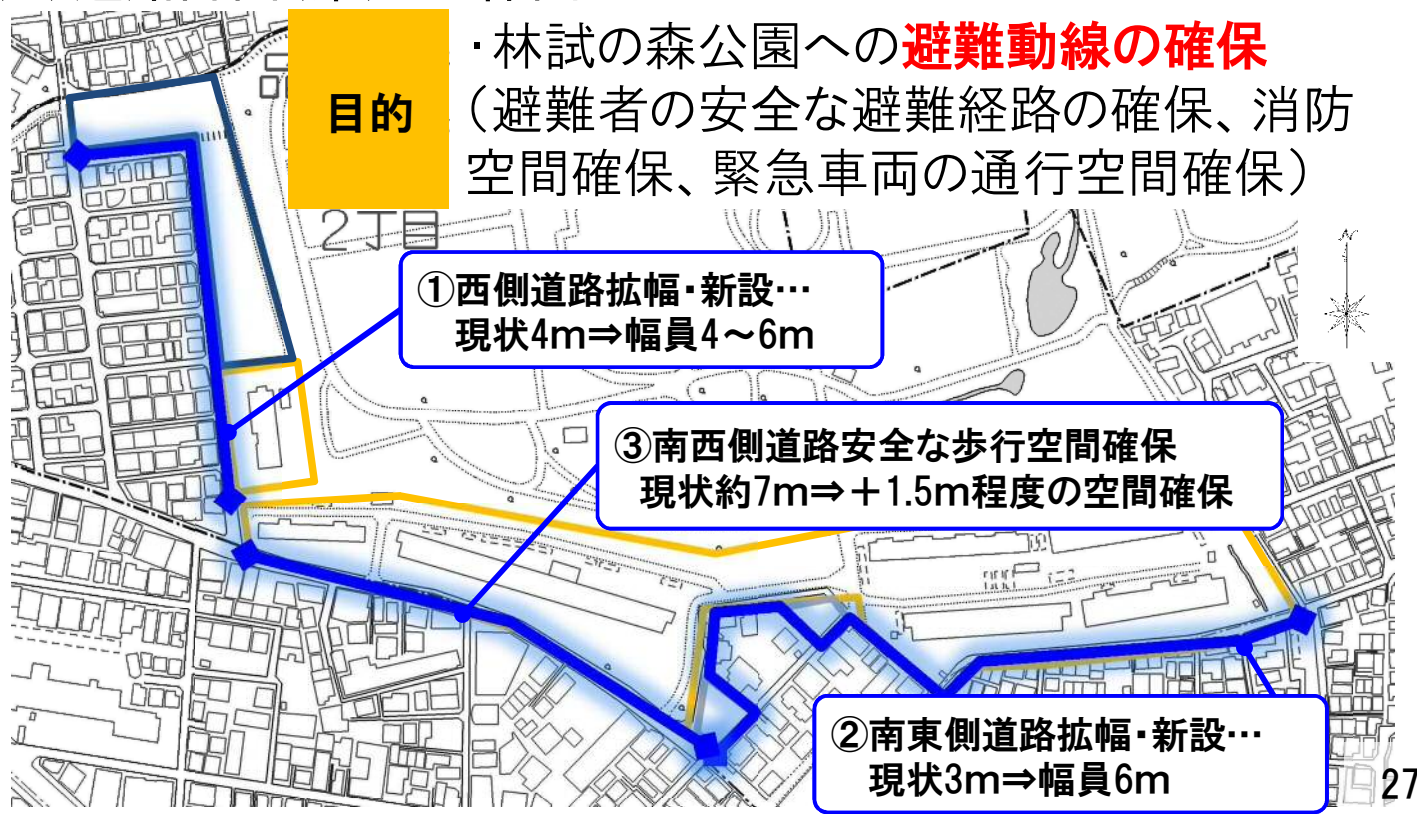 目的
・林試の森公園への避難動線の確保
（避難者の安全な避難経路の確保、消防
空間確保、緊急車両の通行空間確保）
2丁目
①西側道路拡幅・新設…
現状4m⇒幅員4～6m
③南西側道路安全な歩行空間確保
現状約7m⇒＋1.5m程度の空間確保
②南東側道路拡幅・新設…
現状3m⇒幅員6m
27